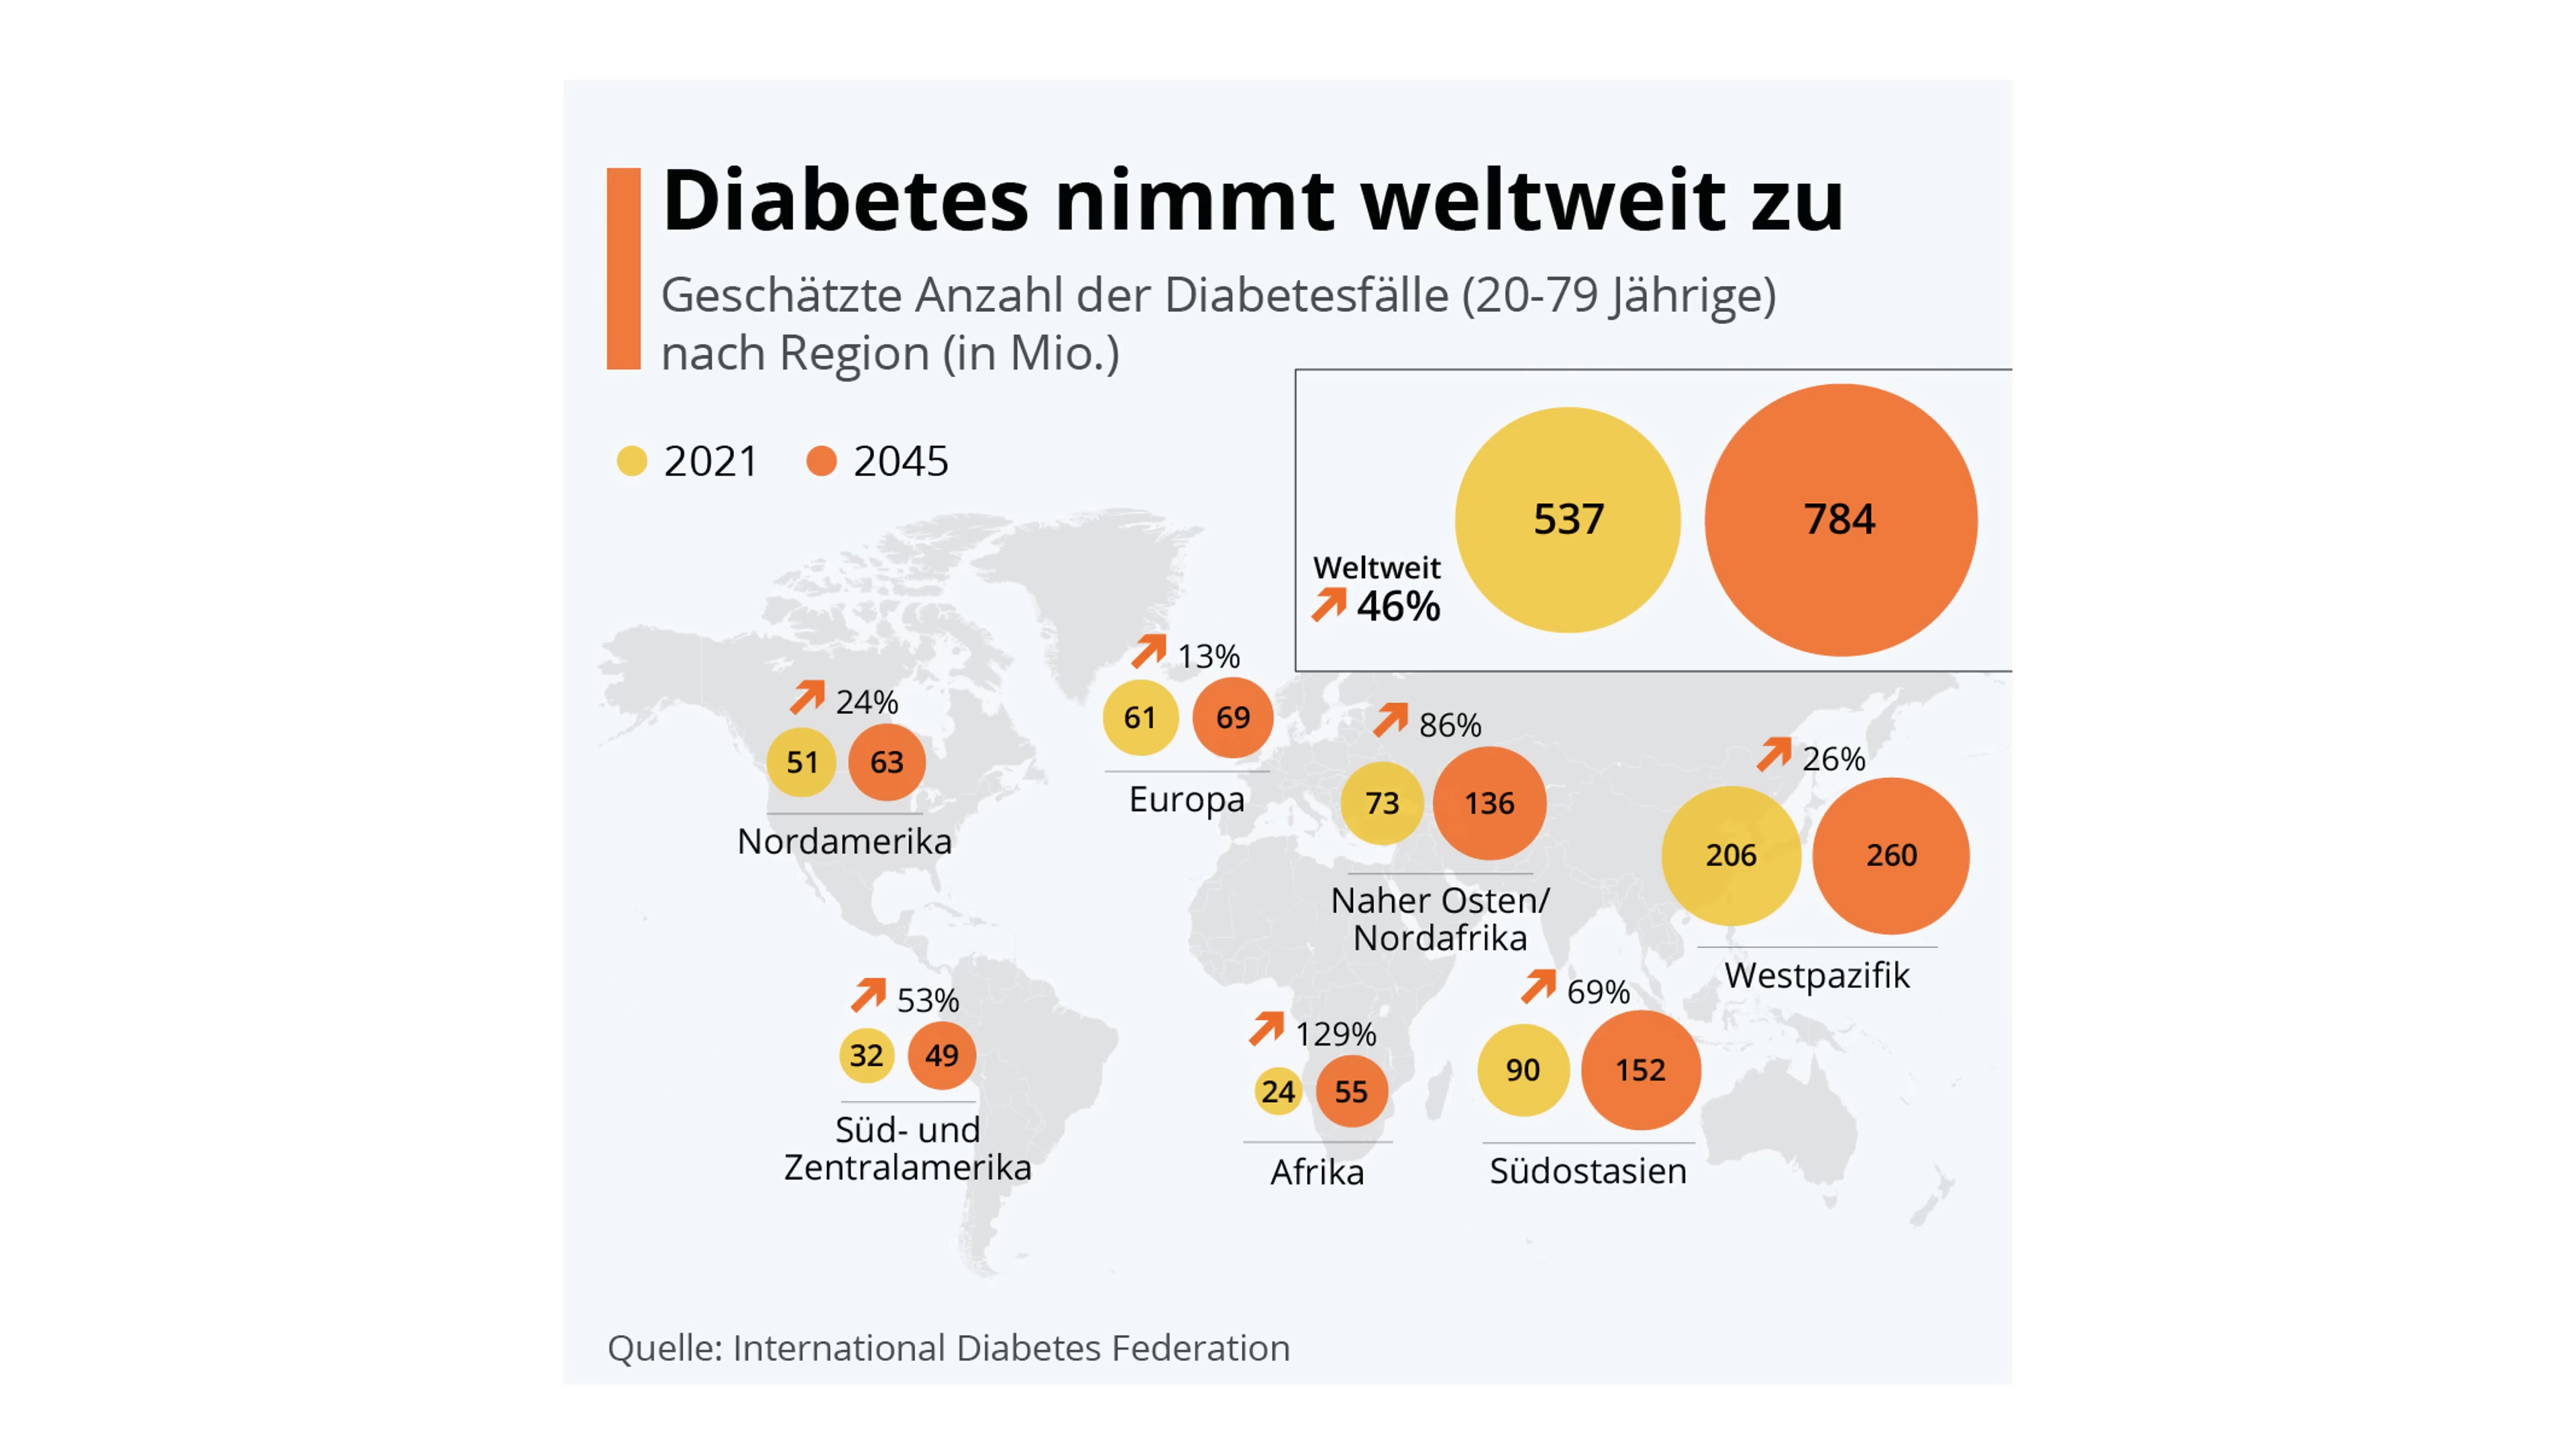 Diabetes nimmt weltweit zu
Geschätzte Anzahl der Diabetesfälle (20-79 Jährige)
nach Region (in Mio.)
2021 2045
537 784
Weltweit
46%
13%
61 69
Europa
24%
51 63
Nordamerika
86%
73 136
Naher Osten/
Nordafrika
26%
206 260
Westpazifik
53%
32 49
Süd- und
Zentralamerika
129%
24 55
Afrika
69%
90 152
Südostasien
Quelle: International Diabetes Federation